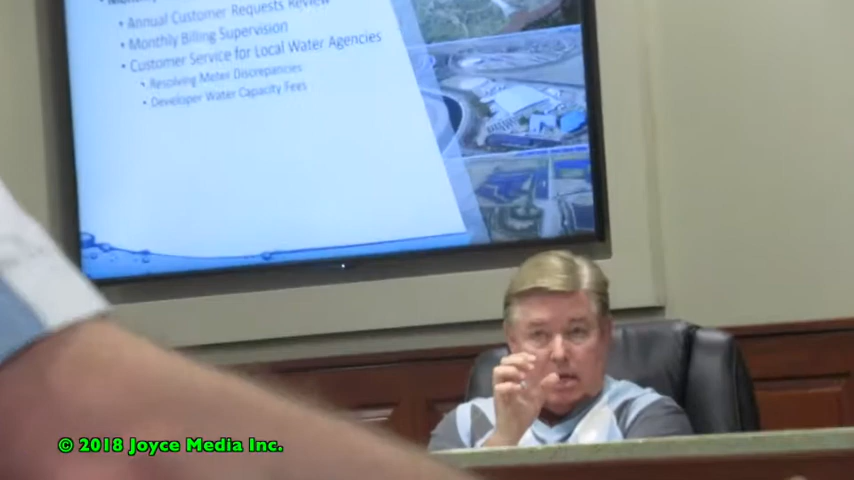 • Annual Customer Requests Review
• Monthly Billing Supervision
• Customer Service for Local Water Agencies
• Resolving Meter Discrepancies
• Developer Water Capacity Fees
© 2018 Joyce Media Inc.